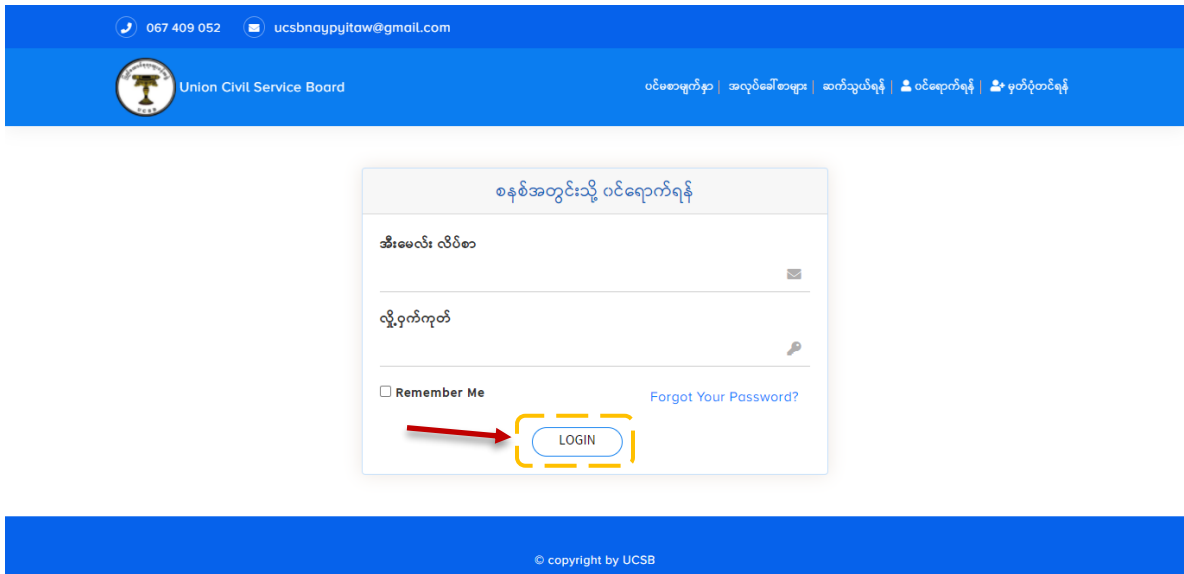 067 409 052 ucsbnaypyitaw@gmail.com
Union Civil Service Board
ပင်မစာမျက်နှာ | အလုပ်ခေါ်စာများ | ဆက်သွယ်ရန် | ဝင်ရောက်ရန် | မှတ်ပုံတင်ရန်
UCSB
စနစ်အတွင်းသို့ ဝင်ရောက်ရန်
အီးမေလ်း လိပ်စာ
လှို့ဝှက်ကုတ်
Remember Me Forgot Your Password?
LOGIN
© copyright by UCSB